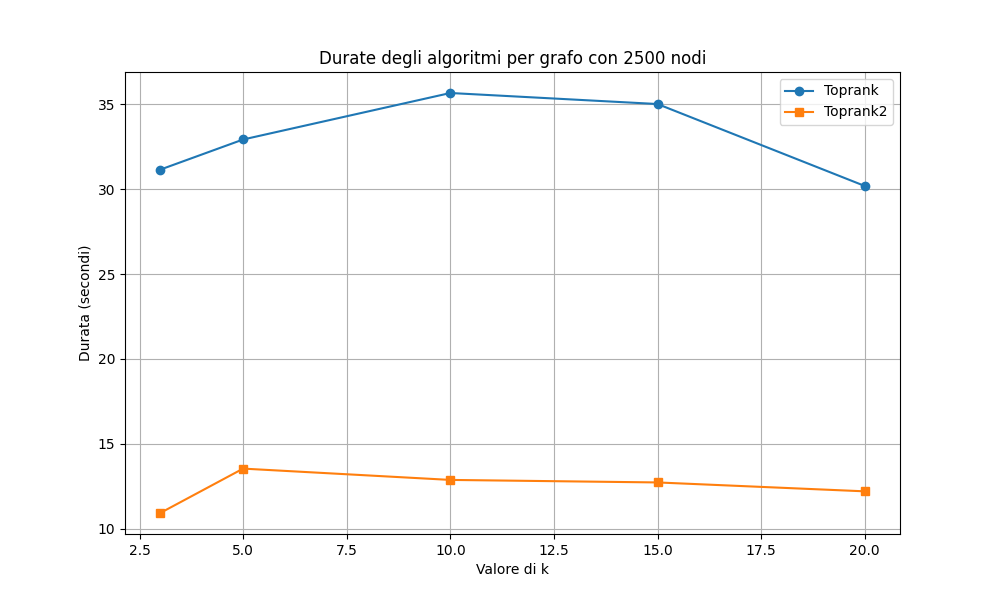 Durate degli algoritmi per grafo con 2500 nodi
Toprank
Toprank2
35
30
25
20
15
10
Durata (secondi)
2.5
5.0
7.5
10.0
12.5
15.0
17.5
20.0
Valore di k